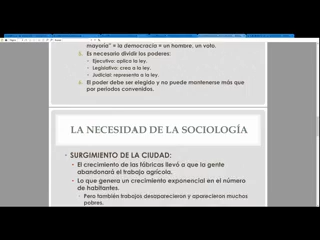 mayoría" = la democracia = un hombre, un voto.
5. Es necesario dividir los poderes:
• Ejecutivo: aplica la ley.
• Legislativo: crea a la ley.
• Judicial: representa a la ley.
6. El poder debe ser elegido y no puede mantenerse más que
por periodos convenidos.
LA NECESIDAD DE LA SOCIOLOGÍA
• SURGIMIENTO DE LA CIUDAD:
• El crecimiento de las fábricas llevó a que la gente
abandonará el trabajo agrícola.
• Lo que genera un crecimiento exponencial en el número
de habitantes.
• Pero también trabajos desaparecieron y aparecieron muchos
pobres.